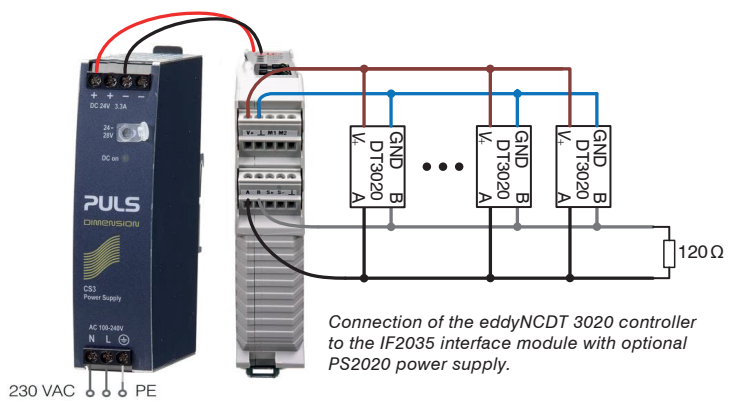 + + − −
DC 24V 3.3A
24-
28V
DC on
PULS
DIMENSION
CS3
Power Supply
AC 100-240V
N L
230 VAC PE
V+ ⊥ M1 M2
A B S+ S- ⊥
V+ GND
DT3020
A B
V+ GND
DT3020
A B
V+ GND
DT3020
A B
120 Ω
Connection of the eddyNCDT 3020 controller
to the IF2035 interface module with optional
PS2020 power supply.